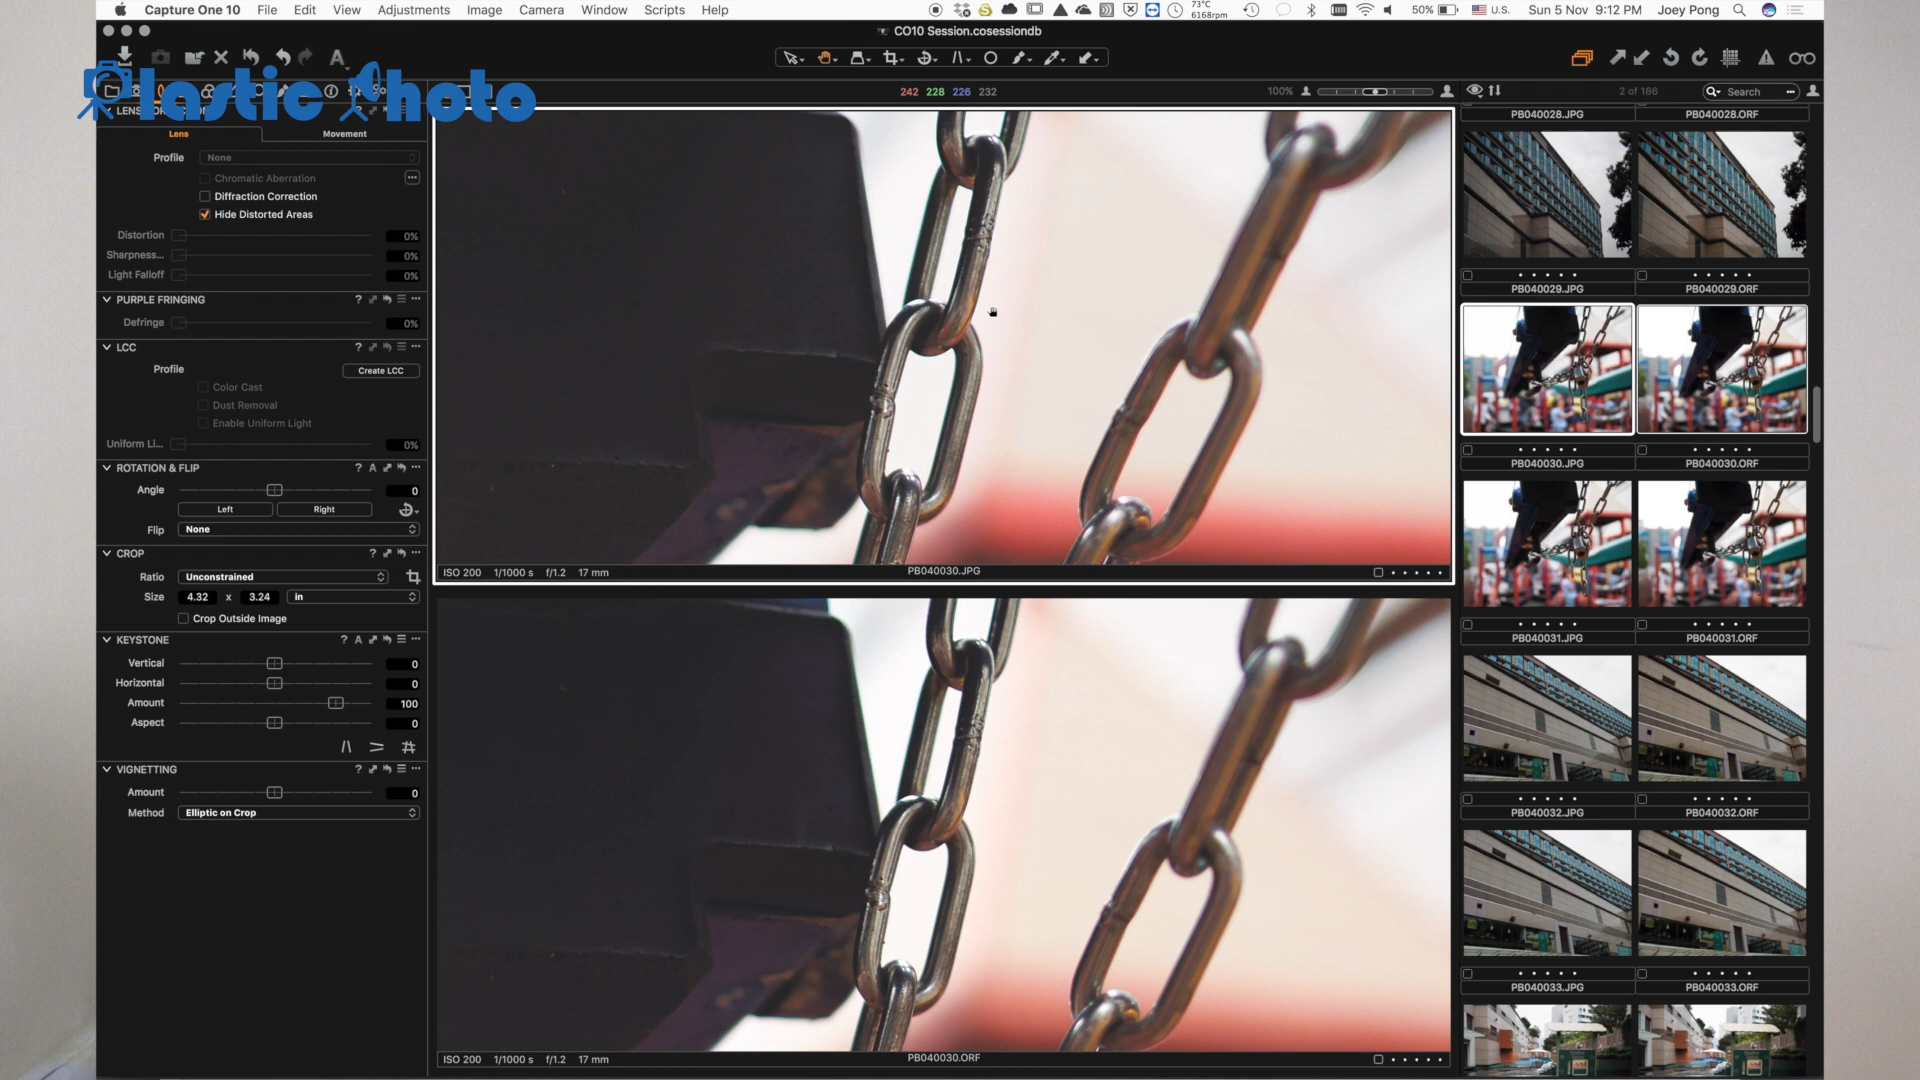 Capture One 10 File Edit View Adjustments Image Camera Window Scripts Help
73°C
6168rpm
50% U.S. Sun 5 Nov 9:12 PM Joey Pong
CO10 Session.cosessiondb
Plastic Photo
242 228 226 232
100%
2 of 186
Search
Lens Movement
Profile None
Chromatic Aberration
Diffraction Correction
Hide Distorted Areas
Distortion 0%
Sharpness... 0%
Light Falloff 0%
PURPLE FRINGING
Defringe 0%
LCC
Profile Create LCC
Color Cast
Dust Removal
Enable Uniform Light
Uniform Li... 0%
ROTATION & FLIP
Angle 0
Left Right
Flip None
CROP
Ratio Unconstrained
Size 4.32 x 3.24 in
Crop Outside Image
KEYSTONE
Vertical 0
Horizontal 0
Amount 100
Aspect 0
VIGNETTING
Amount 0
Method Elliptic on Crop
ISO 200 1/1000 s f/1.2 17 mm PB040030.JPG
ISO 200 1/1000 s f/1.2 17 mm PB040030.ORF
PB040028.JPG PB040028.ORF
PB040029.JPG PB040029.ORF
PB040030.JPG PB040030.ORF
PB040031.JPG PB040031.ORF
PB040032.JPG PB040032.ORF
PB040033.JPG PB040033.ORF